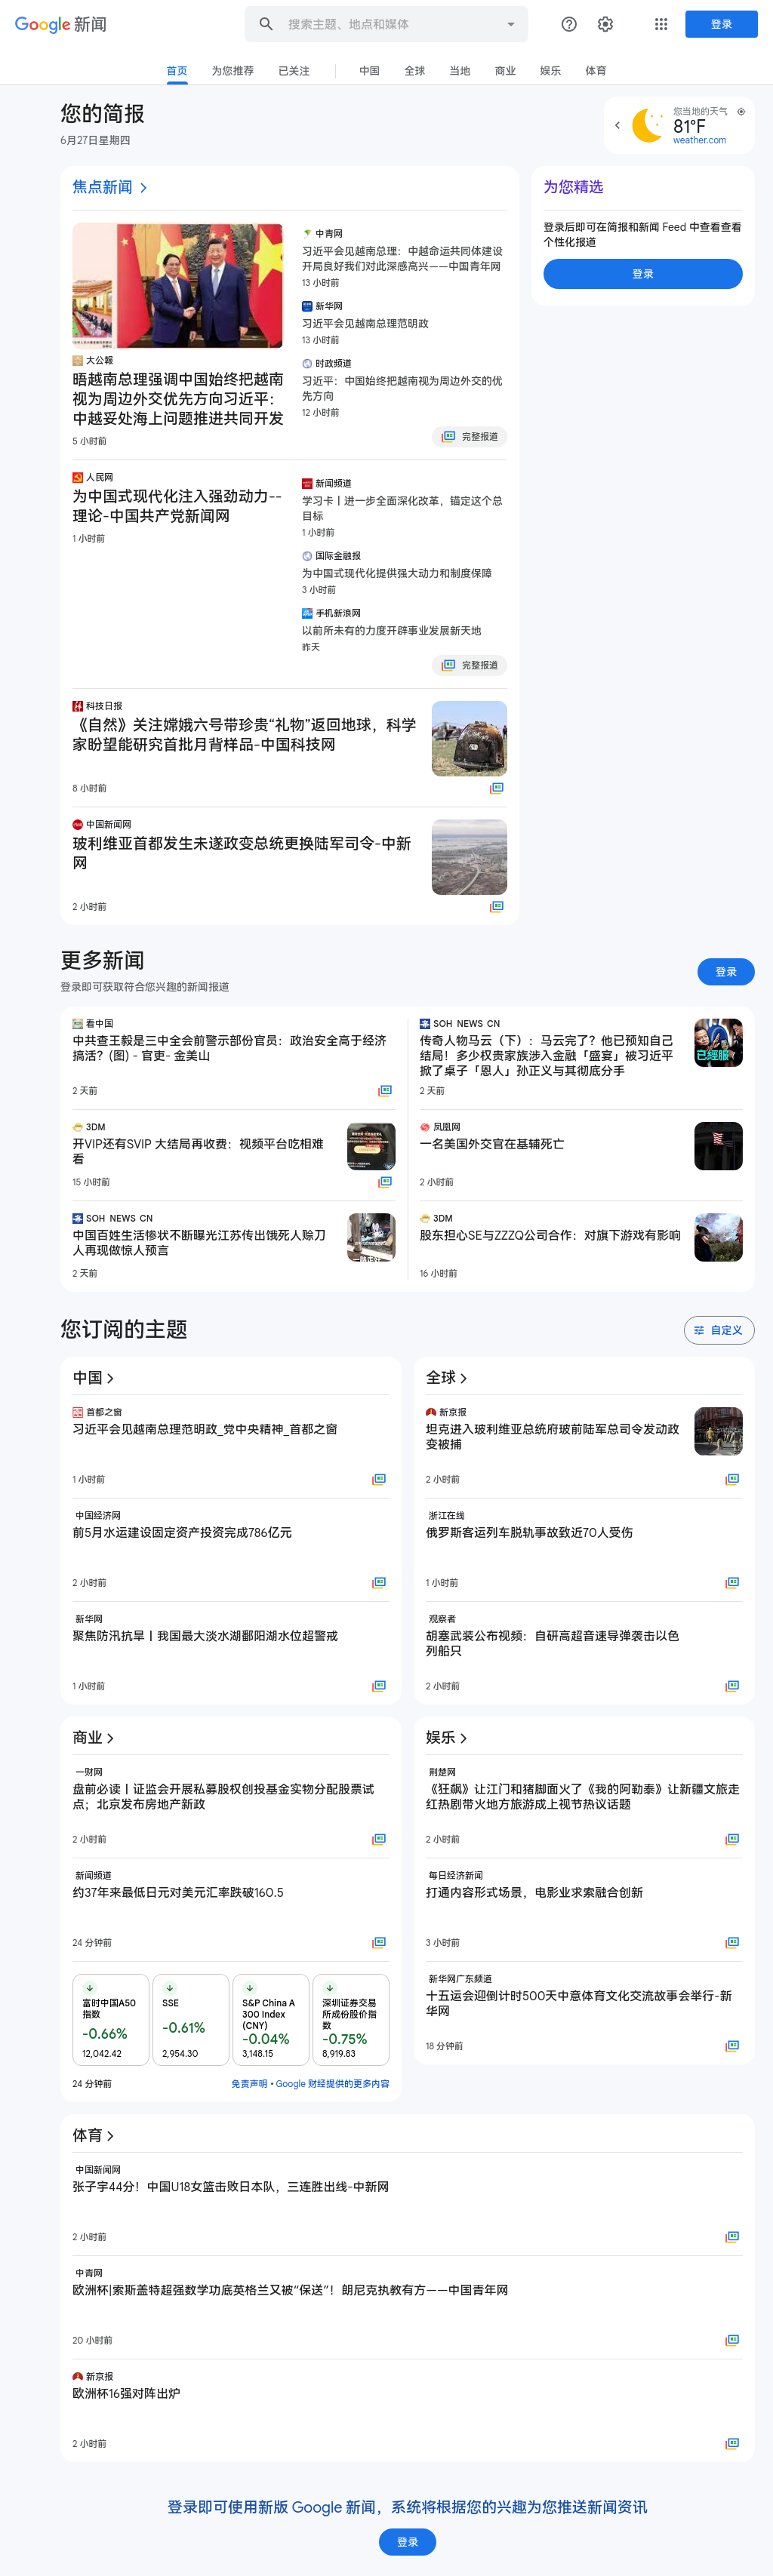 Google 新闻
搜索主题、地点和媒体
登录
首页
为您推荐
已关注
中国
全球
当地
商业
娱乐
体育
您的简报
6月27日星期四
您当地的天气
81°F
weather.com
焦点新闻
大公報
晤越南总理强调中国始终把越南
视为周边外交优先方向习近平：
中越妥处海上问题推进共同开发
5 小时前
中青网
习近平会见越南总理：中越命运共同体建设
开局良好我们对此深感高兴——中国青年网
13 小时前
新华网
习近平会见越南总理范明政
13 小时前
时政频道
习近平：中国始终把越南视为周边外交的优
先方向
12 小时前
完整报道
人民网
为中国式现代化注入强劲动力--
理论-中国共产党新闻网
1 小时前
新闻频道
学习卡丨进一步全面深化改革，锚定这个总
目标
1 小时前
国际金融报
为中国式现代化提供强大动力和制度保障
3 小时前
手机新浪网
以前所未有的力度开辟事业发展新天地
昨天
完整报道
科技日报
《自然》关注嫦娥六号带珍贵“礼物”返回地球，科学
家盼望能研究首批月背样品-中国科技网
8 小时前
中国新闻网
玻利维亚首都发生未遂政变总统更换陆军司令-中新
网
2 小时前
为您精选
登录后即可在简报和新闻 Feed 中查看查看
个性化报道
登录
更多新闻
登录即可获取符合您兴趣的新闻报道
登录
看中国
中共查王毅是三中全会前警示部份官员：政治安全高于经济
搞活？(图) - 官吏- 金美山
2 天前
3DM
开VIP还有SVIP 大结局再收费：视频平台吃相难
看
15 小时前
SOH NEWS CN
中国百姓生活惨状不断曝光江苏传出饿死人赊刀
人再现做惊人预言
2 天前
SOH NEWS CN
传奇人物马云（下）：马云完了？他已预知自己
结局！多少权贵家族涉入金融「盛宴」被习近平
掀了桌子「恩人」孙正义与其彻底分手
2 天前
已經服
凤凰网
一名美国外交官在基辅死亡
2 小时前
3DM
股东担心SE与ZZZQ公司合作：对旗下游戏有影响
16 小时前
您订阅的主题
自定义
中国
首都之窗
习近平会见越南总理范明政_党中央精神_首都之窗
1 小时前
中国经济网
前5月水运建设固定资产投资完成786亿元
2 小时前
新华网
聚焦防汛抗旱丨我国最大淡水湖鄱阳湖水位超警戒
1 小时前
全球
新京报
坦克进入玻利维亚总统府玻前陆军总司令发动政
变被捕
2 小时前
浙江在线
俄罗斯客运列车脱轨事故致近70人受伤
1 小时前
观察者
胡塞武装公布视频：自研高超音速导弹袭击以色
列船只
2 小时前
商业
一财网
盘前必读丨证监会开展私募股权创投基金实物分配股票试
点；北京发布房地产新政
2 小时前
新闻频道
约37年来最低日元对美元汇率跌破160.5
24 分钟前
富时中国A50
指数
-0.66%
12,042.42
SSE
-0.61%
2,954.30
S&P China A
300 Index
(CNY)
-0.04%
3,148.15
深圳证券交易
所成份股价指
数
-0.75%
8,919.83
24 分钟前
免责声明 • Google 财经提供的更多内容
娱乐
荆楚网
《狂飙》让江门和猪脚面火了《我的阿勒泰》让新疆文旅走
红热剧带火地方旅游成上视节热议话题
2 小时前
每日经济新闻
打通内容形式场景，电影业求索融合创新
3 小时前
新华网广东频道
十五运会迎倒计时500天中意体育文化交流故事会举行-新
华网
18 分钟前
体育
中国新闻网
张子宇44分！中国U18女篮击败日本队，三连胜出线-中新网
2 小时前
中青网
欧洲杯|索斯盖特超强数学功底英格兰又被“保送”！朗尼克执教有方——中国青年网
20 小时前
新京报
欧洲杯16强对阵出炉
2 小时前
登录即可使用新版 Google 新闻，系统将根据您的兴趣为您推送新闻资讯
登录